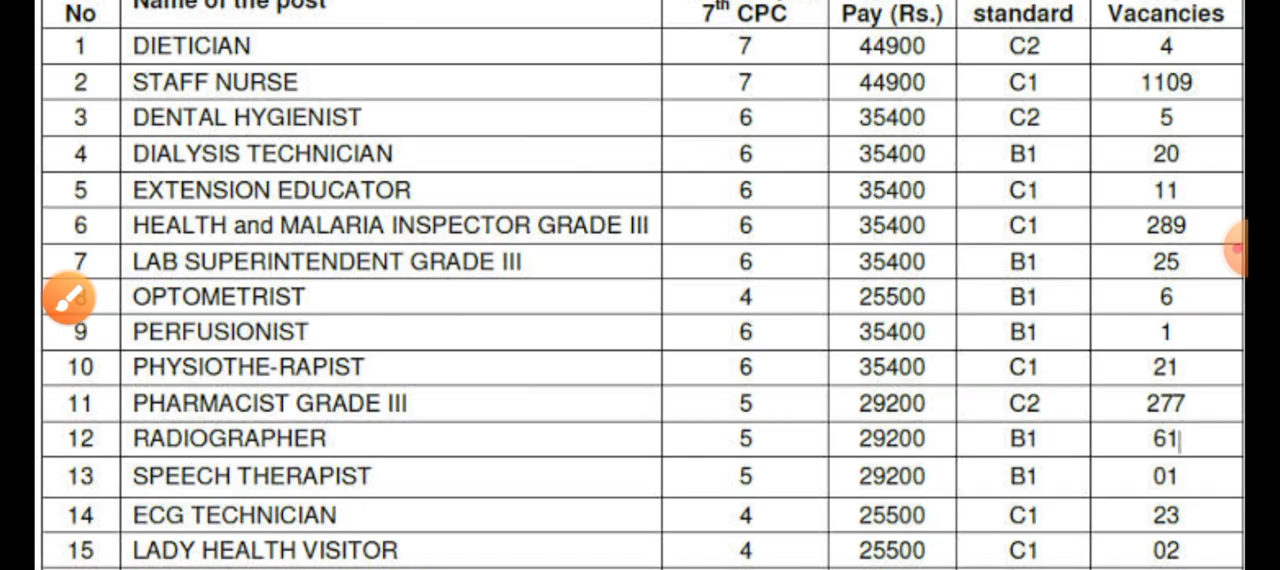 Name of the post
No 7th CPC Pay (Rs.) standard Vacancies
1 DIETICIAN 7 44900 C2 4
2 STAFF NURSE 7 44900 C1 1109
3 DENTAL HYGIENIST 6 35400 C2 5
4 DIALYSIS TECHNICIAN 6 35400 B1 20
5 EXTENSION EDUCATOR 6 35400 C1 11
6 HEALTH and MALARIA INSPECTOR GRADE III 6 35400 C1 289
7 LAB SUPERINTENDENT GRADE III 6 35400 B1 25
8 OPTOMETRIST 4 25500 B1 6
9 PERFUSIONIST 6 35400 B1 1
10 PHYSIOTHE-RAPIST 6 35400 C1 21
11 PHARMACIST GRADE III 5 29200 C2 277
12 RADIOGRAPHER 5 29200 B1 61
13 SPEECH THERAPIST 5 29200 B1 01
14 ECG TECHNICIAN 4 25500 C1 23
15 LADY HEALTH VISITOR 4 25500 C1 02